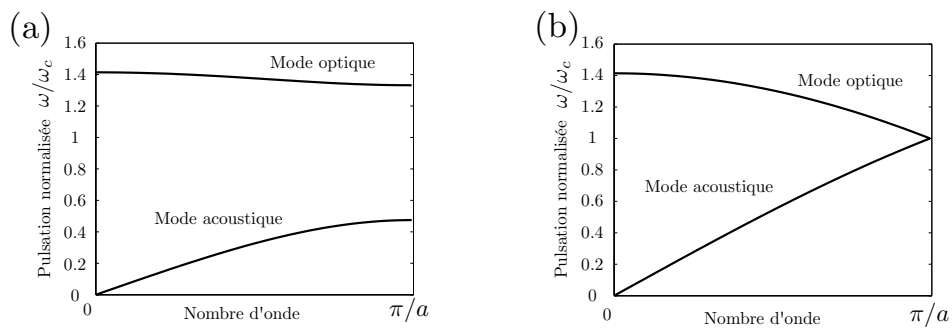 (a)
Pulsation normalisée ω/ω_c
1.6
1.4
1.2
1
0.8
0.6
0.4
0.2
0
Mode optique
Mode acoustique
0
Nombre d'onde
π/a
(b)
Pulsation normalisée ω/ω_c
1.6
1.4
1.2
1
0.8
0.6
0.4
0.2
0
Mode optique
Mode acoustique
0
Nombre d'onde
π/a